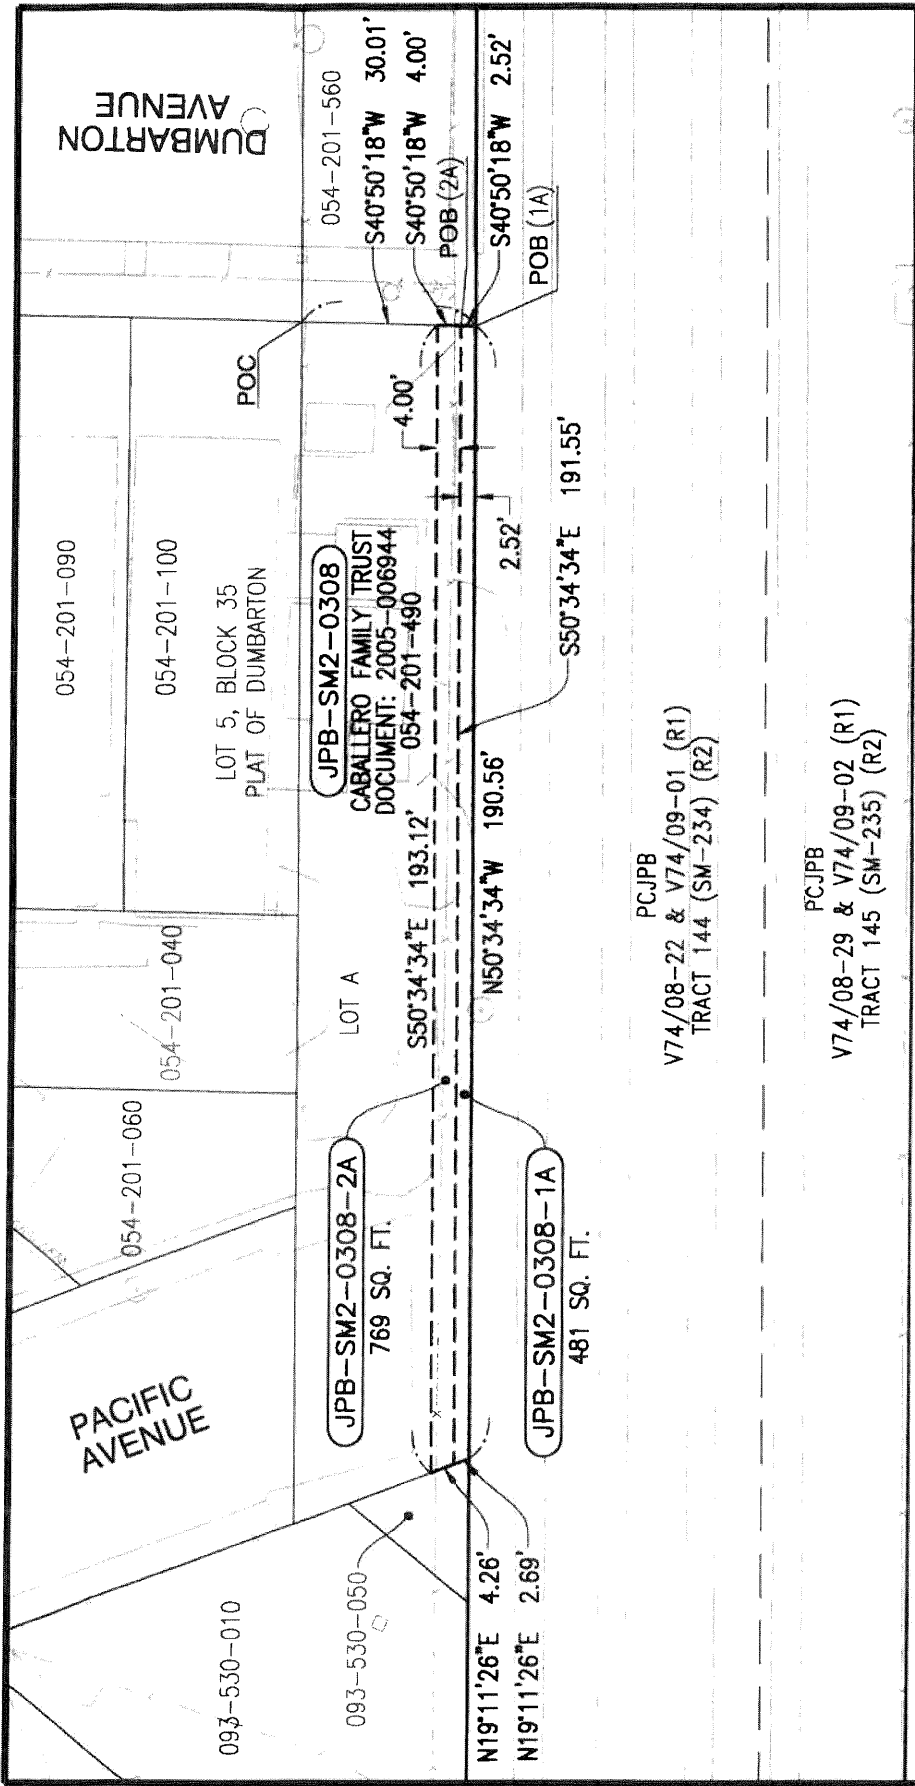 DUMBARTON
AVENUE
054-201-560
S40°50'18"W 30.01'
S40°50'18"W 4.00'
POB (2A)
S40°50'18"W 2.52'
POB (1A)
POC
054-201-090
054-201-100
LOT 5, BLOCK 35
PLAT OF DUMBARTON
JPB-SM2-0308
CABALLERO FAMILY TRUST
DOCUMENT: 2005-006944
054-201-490
4.00'
2.52'
S50°34'34"E 191.55'
S50°34'34"E 193.12'
N50°34'34"W 190.56'
054-201-040
LOT A
054-201-060
JPB-SM2-0308-2A
769 SQ. FT.
JPB-SM2-0308-1A
481 SQ. FT.
PACIFIC
AVENUE
093-530-010
093-530-050
N19°11'26"E 4.26'
N19°11'26"E 2.69'
PCJPB
V74/08-22 & V74/09-01 (R1)
TRACT 144 (SM-234) (R2)
PCJPB
V74/08-29 & V74/09-02 (R1)
TRACT 145 (SM-235) (R2)